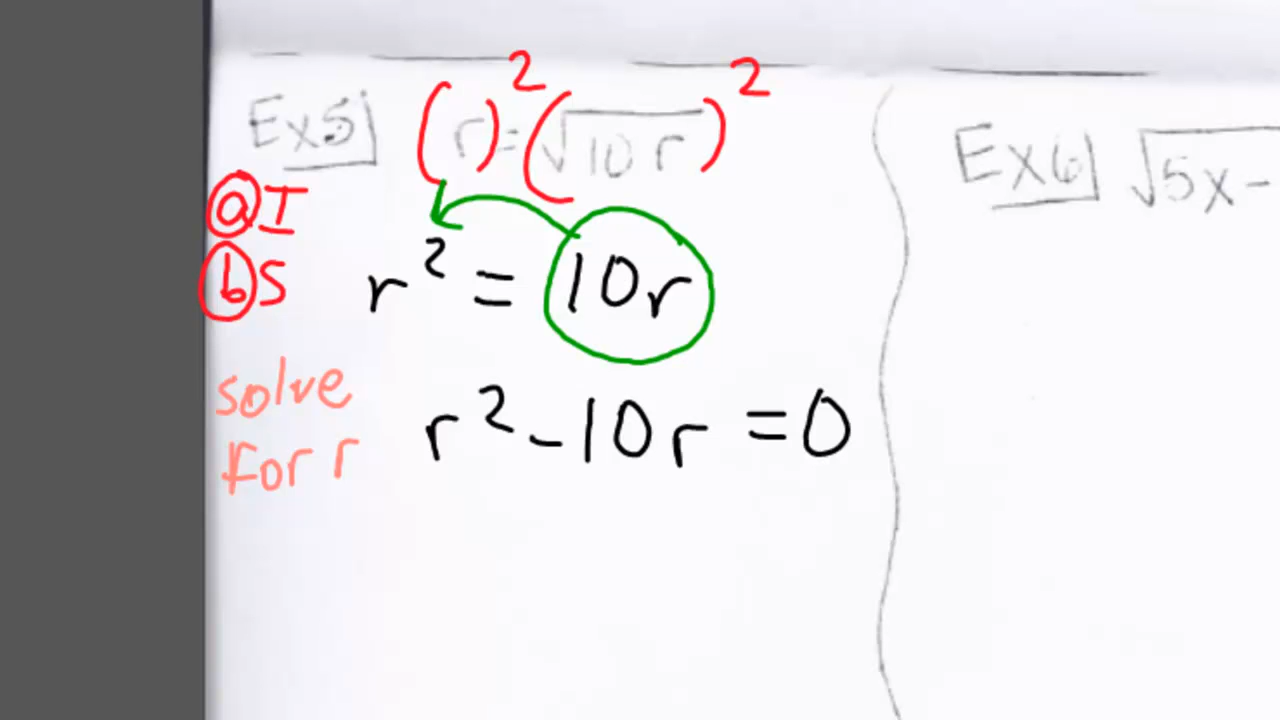 Ex5 (r)² = (√10r)²
ⓐ I
ⓑ S
r² = 10r
solve for r
r² - 10r = 0
Ex6 √5x-